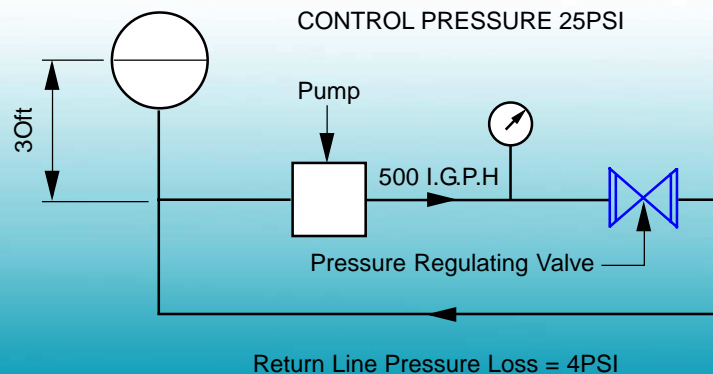 CONTROL PRESSURE 25PSI
Pump
3Oft
500 I.G.P.H
Pressure Regulating Valve
Return Line Pressure Loss = 4PSI